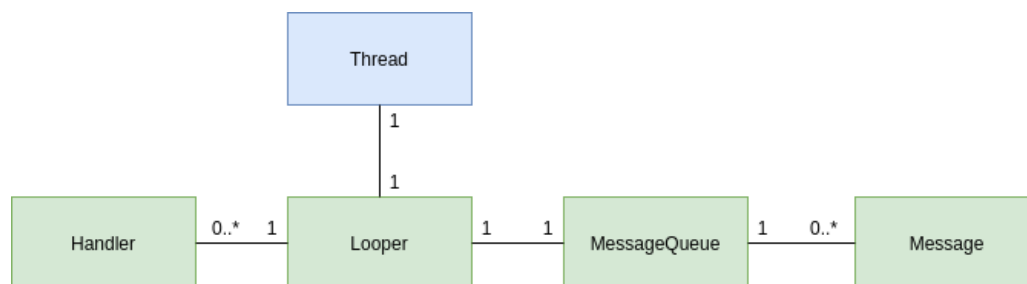 Thread
1
1
Handler
0..*
1
Looper
1
1
MessageQueue
1
0..*
Message